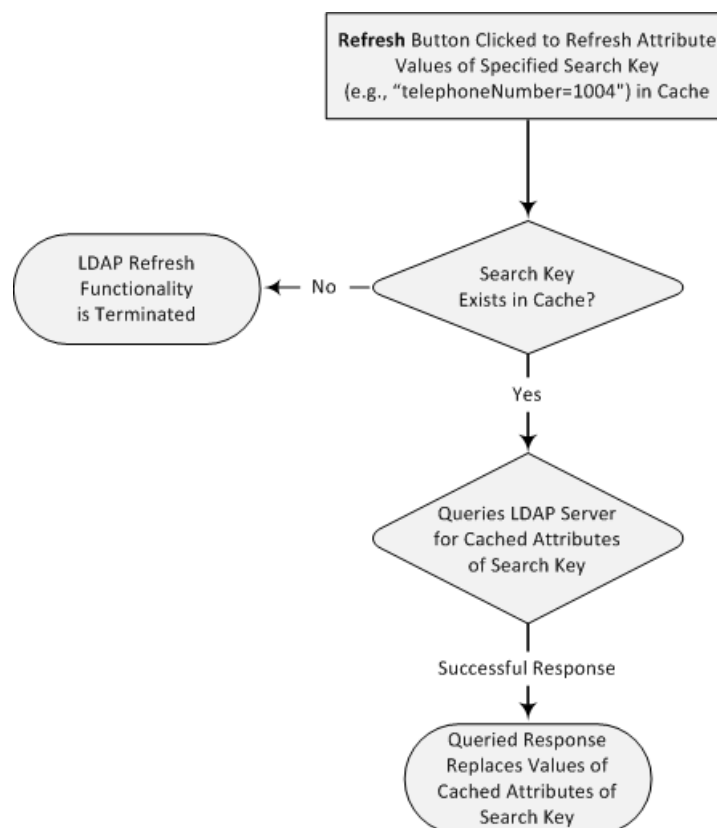 Refresh Button Clicked to Refresh Attribute
Values of Specified Search Key
(e.g., “telephoneNumber=1004") in Cache
LDAP Refresh
Functionality
is Terminated
No
Search Key
Exists in Cache?
Yes
Queries LDAP Server
for Cached Attributes
of Search Key
Successful Response
Queried Response
Replaces Values of
Cached Attributes of
Search Key